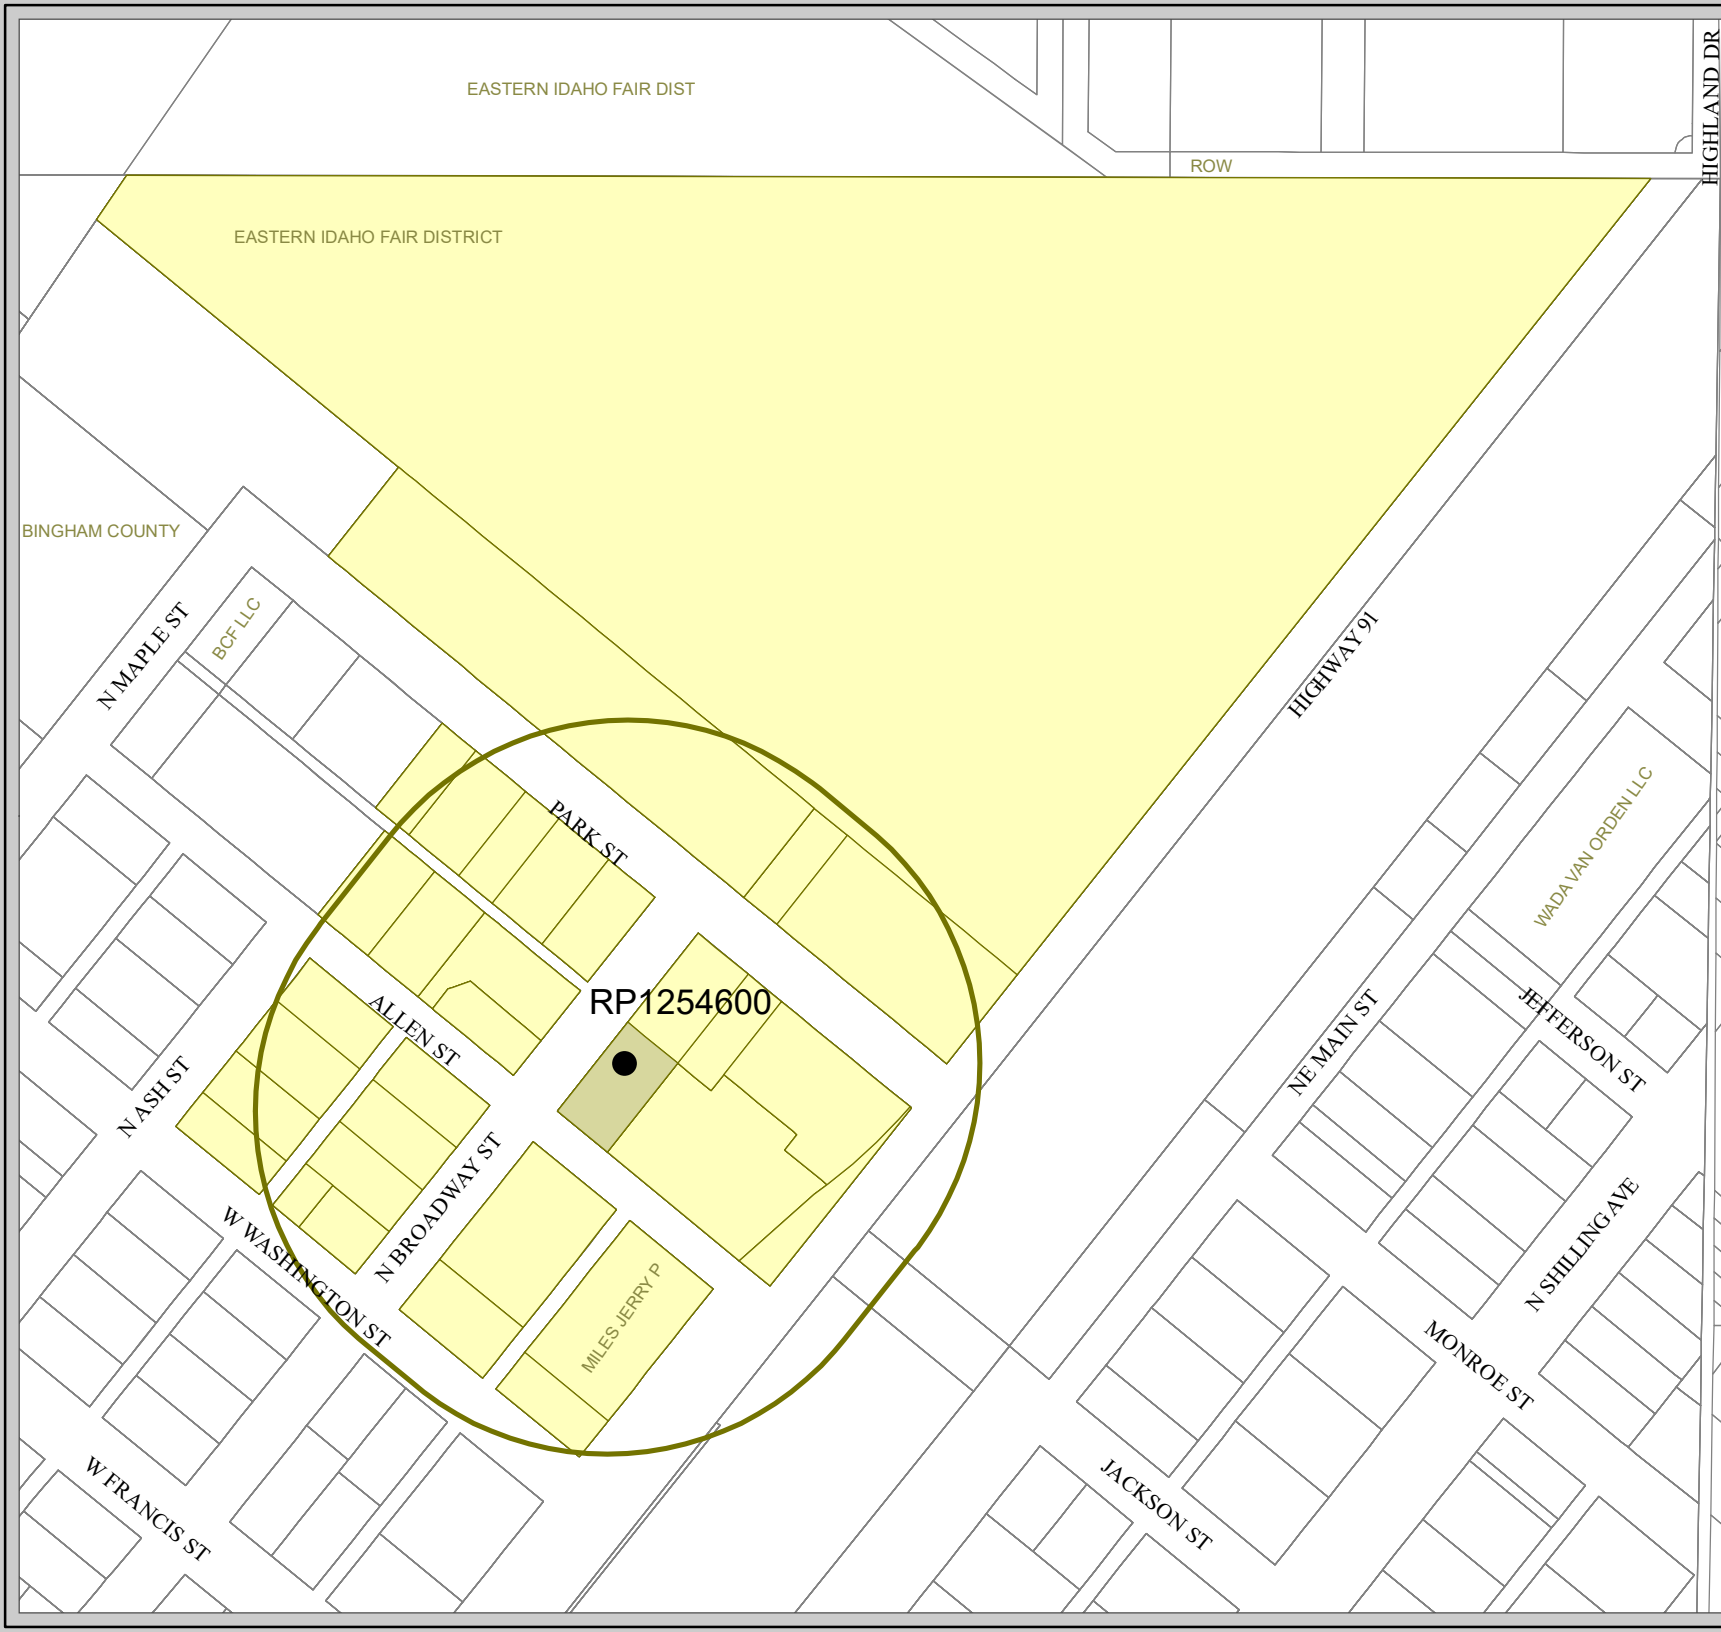 HIGHLAND DR
EASTERN IDAHO FAIR DIST
ROW
EASTERN IDAHO FAIR DISTRICT
BINGHAM COUNTY
BCF LLC
N MAPLE ST
HIGHWAY 91
PARK ST
WADA VAN ORDEN LLC
RP1254600
ALLEN ST
JEFFERSON ST
NE MAIN ST
N ASH ST
N BROADWAY ST
N SHILLING AVE
W WASHINGTON ST
MILES JERRY P
MONROE ST
W FRANCIS ST
JACKSON ST